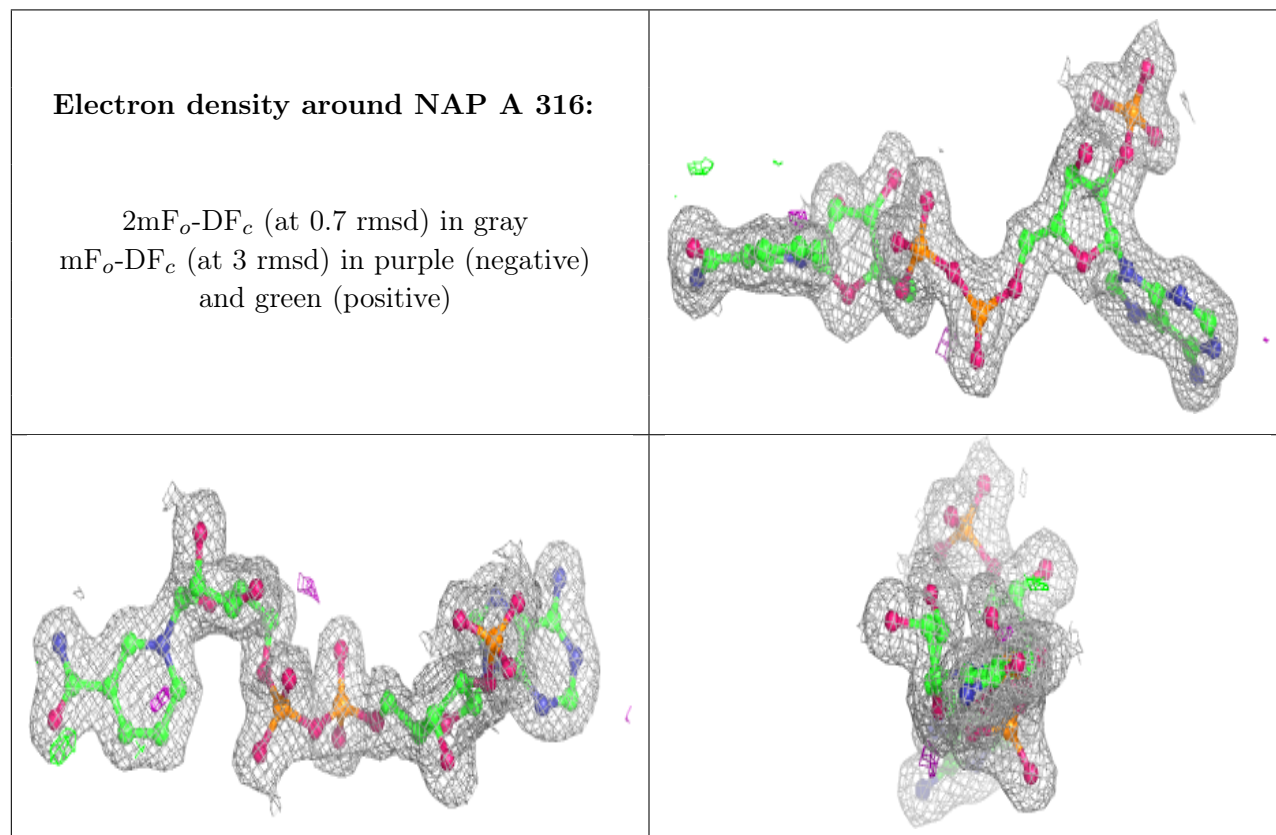 Electron density around NAP A 316:
2mFo-DFc (at 0.7 rmsd) in gray
mFo-DFc (at 3 rmsd) in purple (negative)
and green (positive)